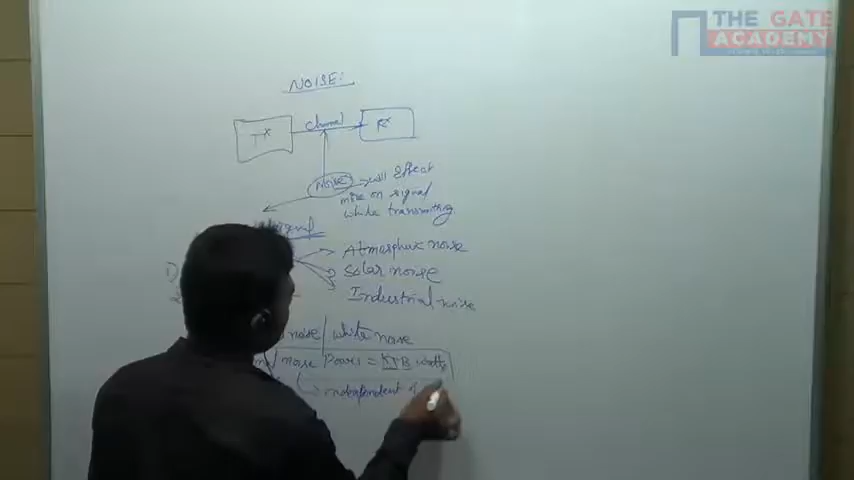 THE GATE
ACADEMY
NOISE:
Tx channel Rx
Noise → will effect
more on signal
while transmitting.
Atmospheric noise
Solar noise
Industrial noise
noise / white noise
noise Power = KTB watts
independent of